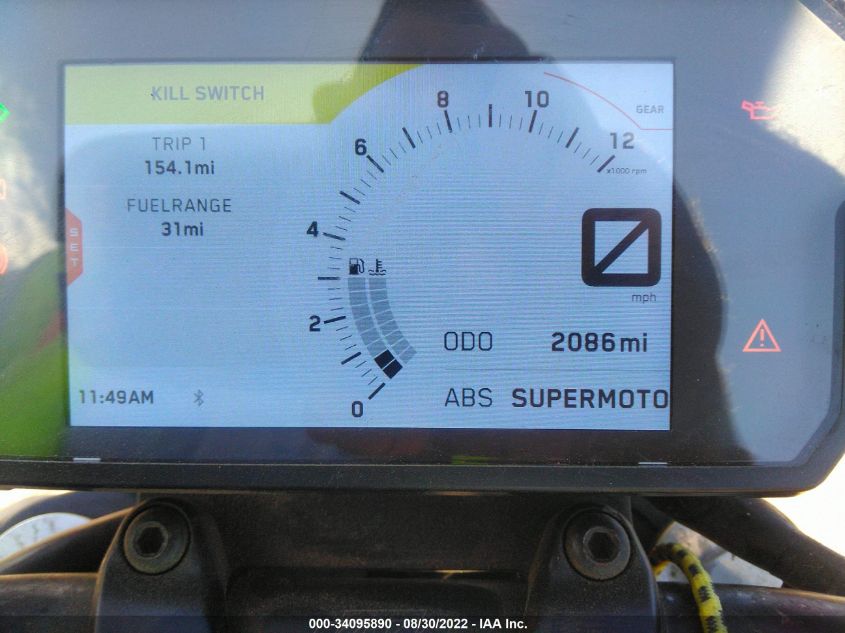 KILL SWITCH
TRIP 1
154.1mi
FUELRANGE
31mi
SET
11:49AM
0
2
4
6
8
10
12
x1000 rpm
GEAR
0
mph
ODO 2086mi
ABS SUPERMOTO
000-34095890 - 08/30/2022 - IAA Inc.